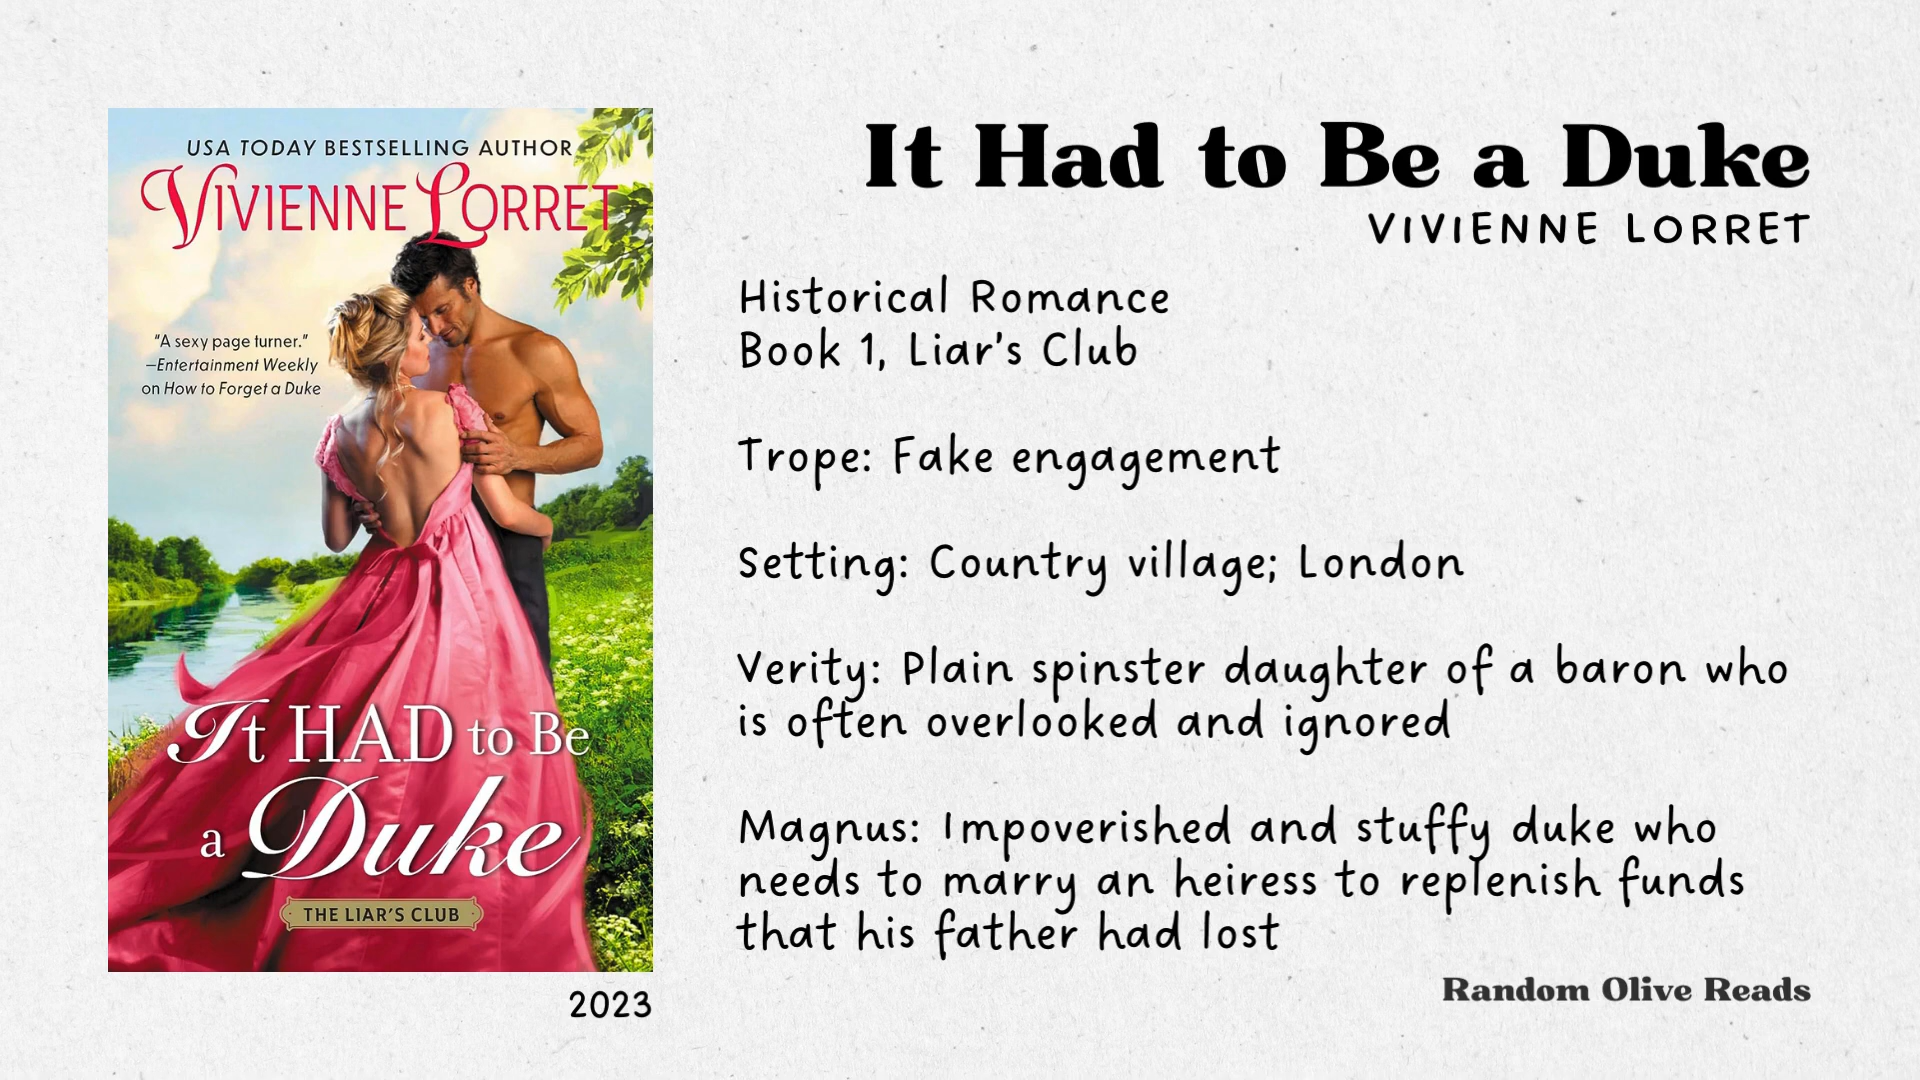 USA TODAY BESTSELLING AUTHOR
VIVIENNE LORRET
"A sexy page turner."
—Entertainment Weekly
on How to Forget a Duke
It HAD to Be
a Duke
THE LIAR'S CLUB
2023
It Had to Be a Duke
VIVIENNE LORRET
Historical Romance
Book 1, Liar's Club
Trope: Fake engagement
Setting: Country village; London
Verity: Plain spinster daughter of a baron who
is often overlooked and ignored
Magnus: Impoverished and stuffy duke who
needs to marry an heiress to replenish funds
that his father had lost
Random Olive Reads